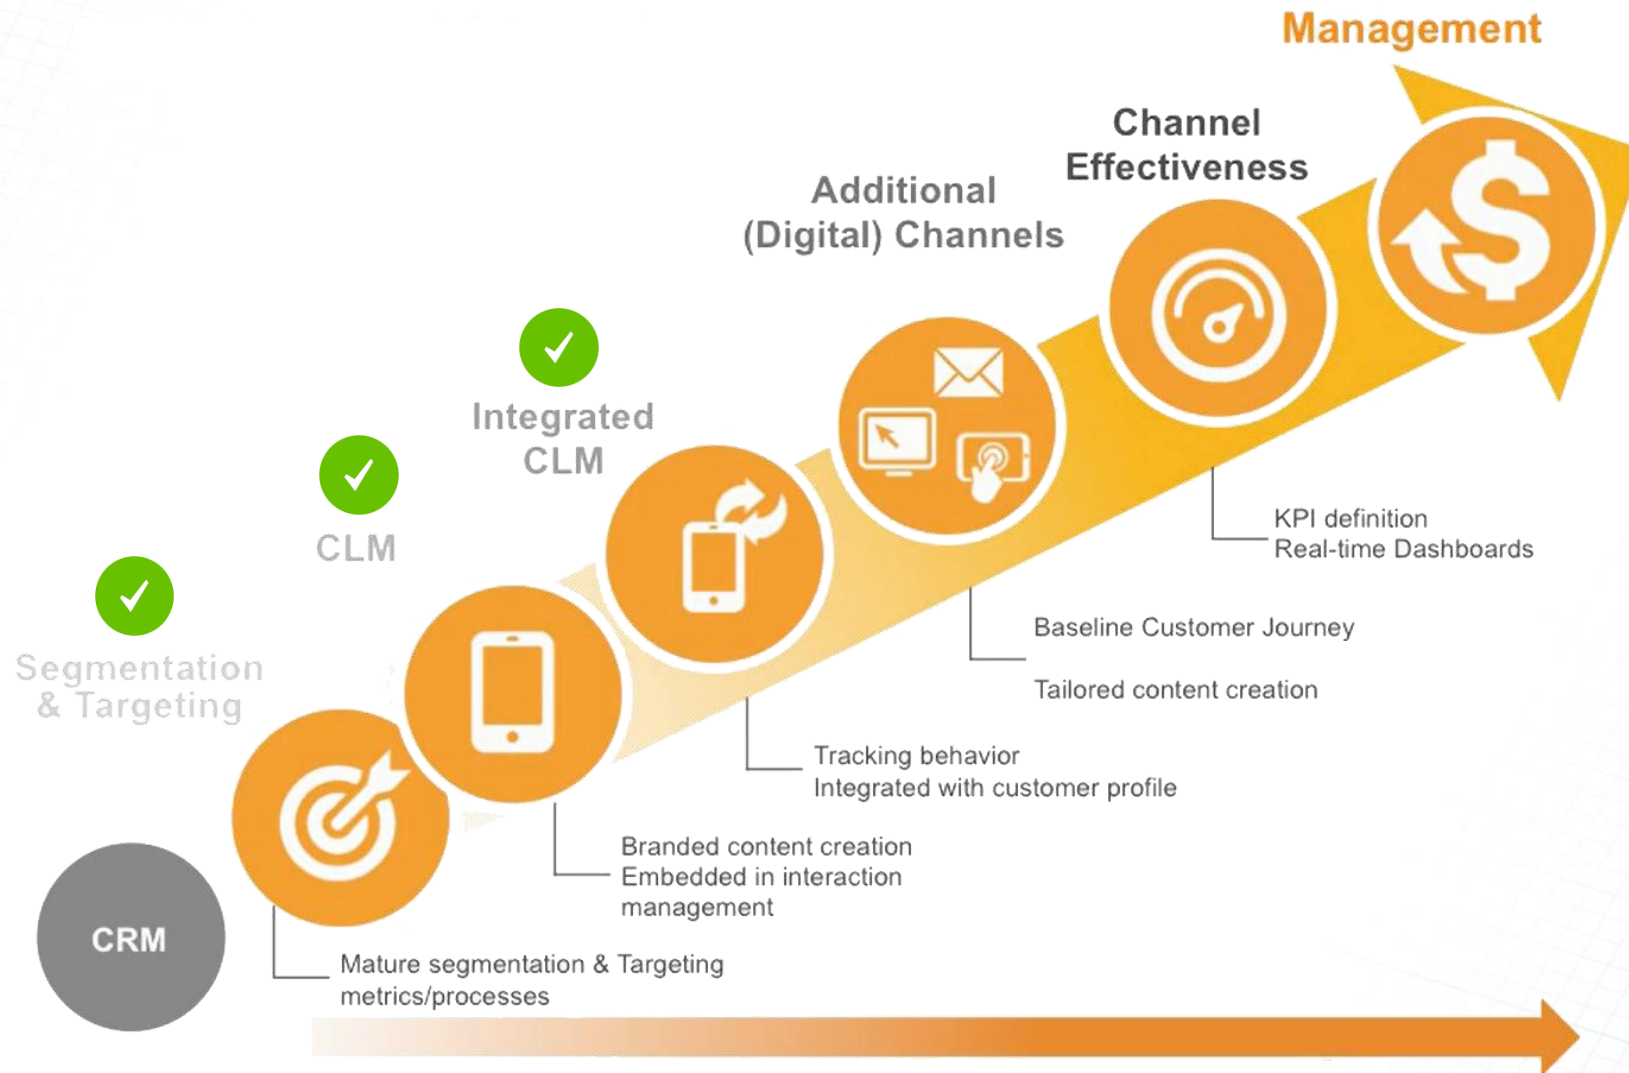 Management
Channel
Effectiveness
Additional
(Digital) Channels
Integrated
CLM
CLM
Segmentation
& Targeting
KPI definition
Real-time Dashboards
Baseline Customer Journey
Tailored content creation
Tracking behavior
Integrated with customer profile
Branded content creation
Embedded in interaction
management
CRM
Mature segmentation & Targeting
metrics/processes